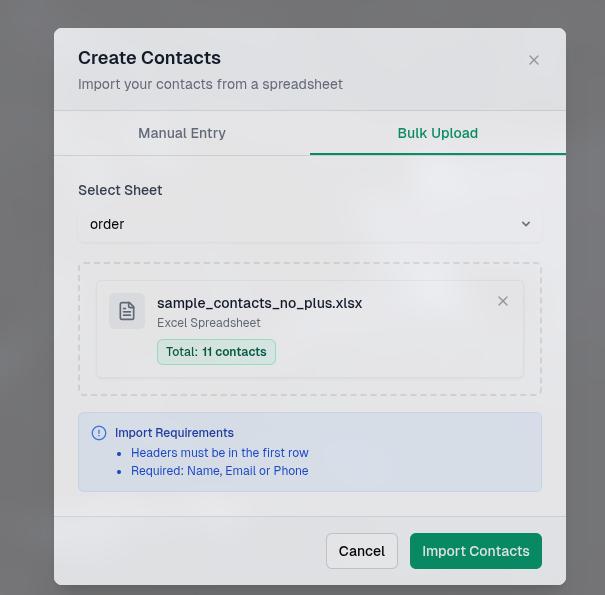 Create Contacts
Import your contacts from a spreadsheet
Manual Entry
Bulk Upload
Select Sheet
order
sample_contacts_no_plus.xlsx
Excel Spreadsheet
Total: 11 contacts
Import Requirements
Headers must be in the first row
Required: Name, Email or Phone
Cancel
Import Contacts